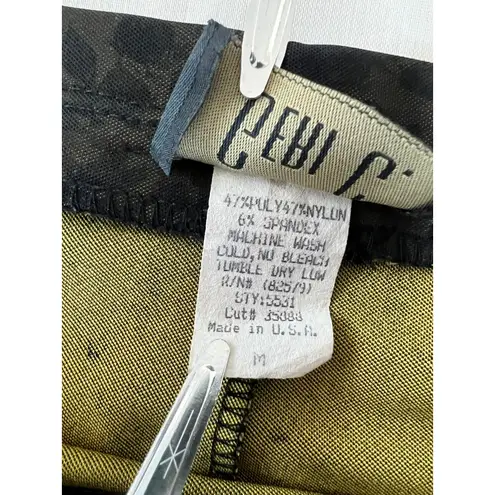 47%POLY47%NYLON
6% SPANDEX
MACHINE WASH
COLD,NO BLEACH
TUMBLE DRY LOW
R/N# (82579)
STY:5531
Cut# 35888
Made in U.S.A.
M